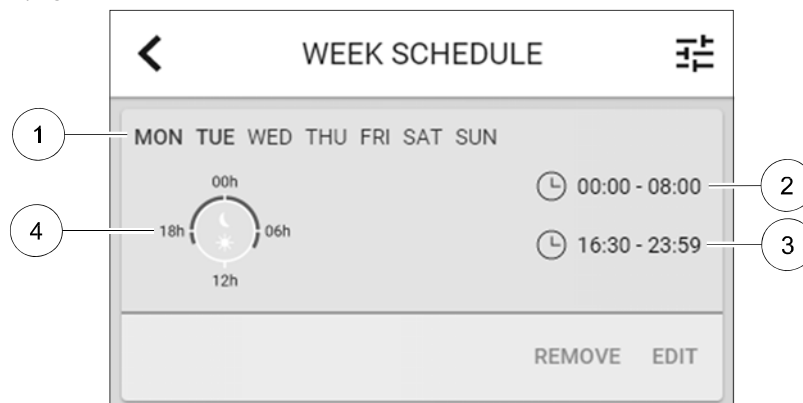 WEEK SCHEDULE
1
MON TUE WED THU FRI SAT SUN
00h
00:00 - 08:00
2
4
18h
06h
16:30 - 23:59
3
12h
REMOVE EDIT